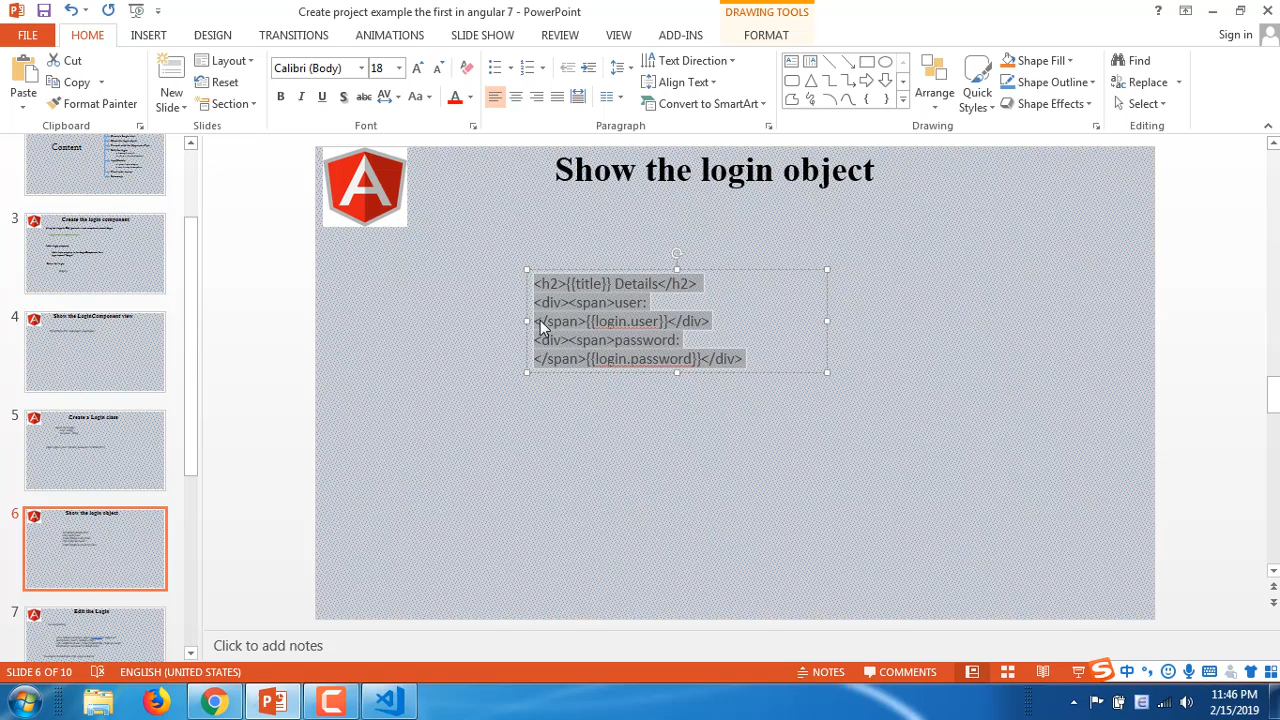 Create project example the first in angular 7 - PowerPoint
DRAWING TOOLS
?
FILE HOME INSERT DESIGN TRANSITIONS ANIMATIONS SLIDE SHOW REVIEW VIEW ADD-INS FORMAT
Sign in
Paste
Cut
Copy
Format Painter
Clipboard
New Slide
Layout
Reset
Section
Slides
Calibri (Body) 18
B I U S abc AV Aa A
Font
Text Direction
Align Text
Convert to SmartArt
Paragraph
Arrange
Quick Styles
Shape Fill
Shape Outline
Shape Effects
Drawing
Find
Replace
Select
Editing
Content
3
Create the login component
4
Show the LoginComponent view
5
Create a Login class
6
Show the login object
7
Edit the Login
Show the login object
<h2>{{title}} Details</h2>
<div><span>user:
</span>{{login.user}}</div>
<div><span>password:
</span>{{login.password}}</div>
Click to add notes
SLIDE 6 OF 10
ENGLISH (UNITED STATES)
NOTES
COMMENTS
中
11:46 PM
2/15/2019